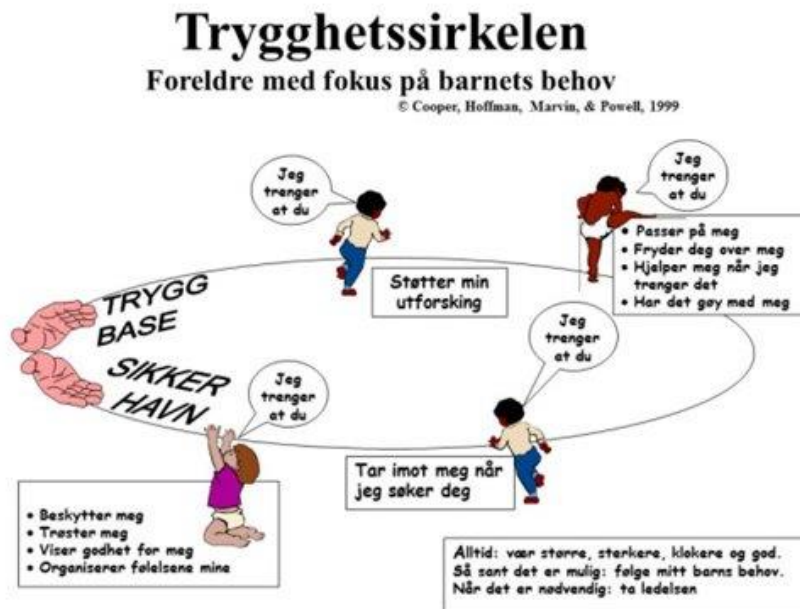 Trygghetssirkelen
Foreldre med fokus på barnets behov
© Cooper, Hoffman, Marvin, & Powell, 1999
Jeg
trenger
at du
Støtter min
utforsking
Jeg
trenger
at du
• Passer på meg
• Fryder deg over meg
• Hjelper meg når jeg
trenger det
• Har det gøy med meg
TRYGG
BASE
SIKKER
HAVN
Jeg
trenger
at du
Tar imot meg når
jeg søker deg
Jeg
trenger
at du
• Beskytter meg
• Trøster meg
• Viser godhet for meg
• Organiserer følelsene mine
Alltid: vær større, sterkere, klokere og god.
Så sant det er mulig: følge mitt barns behov.
Når det er nødvendig: ta ledelsen